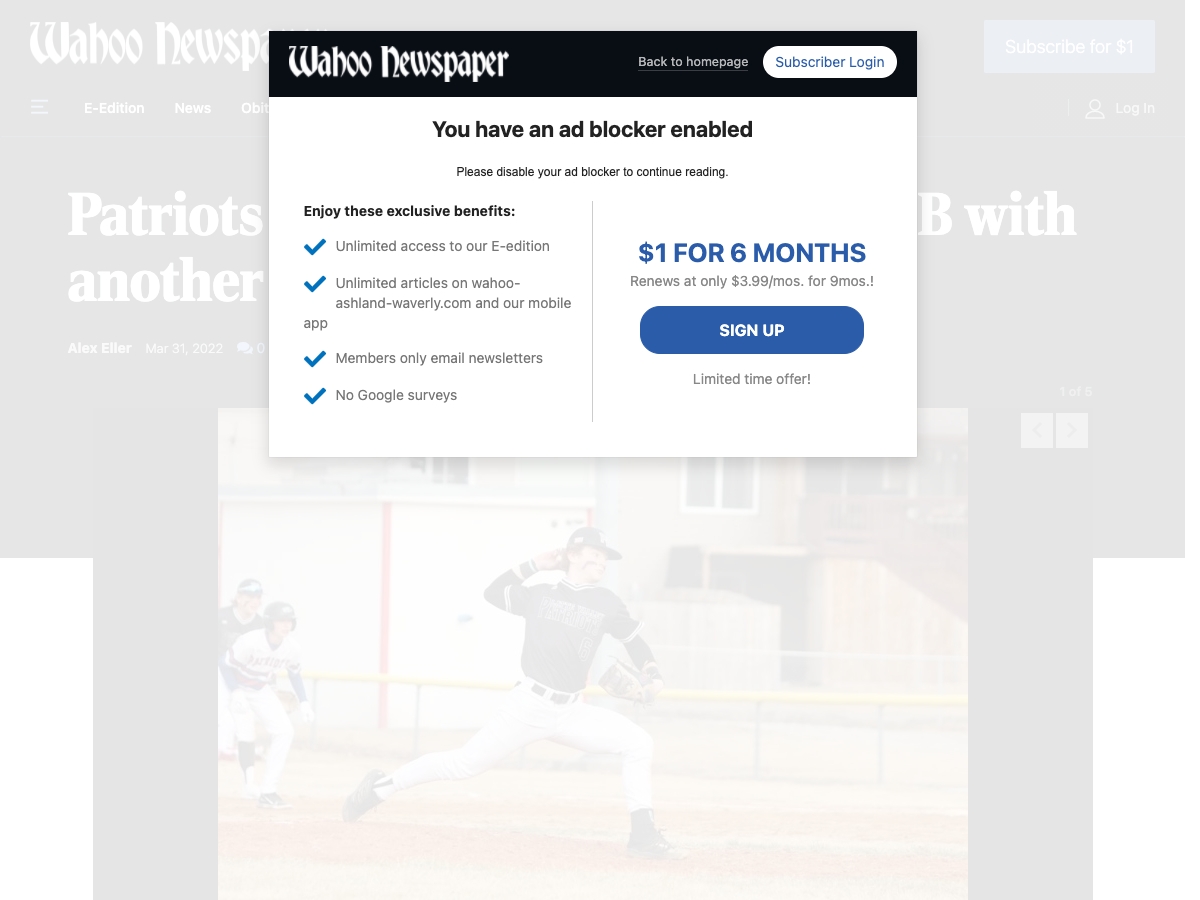 Wahoo Newspa
Subscribe for $1
Wahoo Newspaper
Back to homepage
Subscriber Login
E-Edition
News
Obit
Log In
You have an ad blocker enabled
Please disable your ad blocker to continue reading.
Patriots
B with
another
Enjoy these exclusive benefits:
Unlimited access to our E-edition
Unlimited articles on wahoo-
ashland-waverly.com and our mobile
app
Members only email newsletters
No Google surveys
$1 FOR 6 MONTHS
Renews at only $3.99/mos. for 9mos.!
SIGN UP
Limited time offer!
Alex Eller
Mar 31, 2022
0
1 of 5